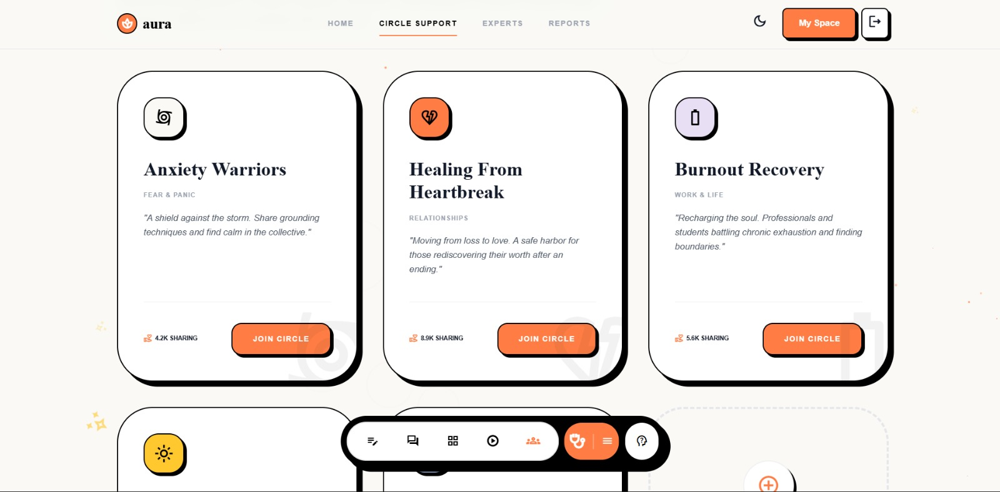 aura
HOME CIRCLE SUPPORT EXPERTS REPORTS
My Space
Anxiety Warriors
FEAR & PANIC
"A shield against the storm. Share grounding
techniques and find calm in the collective."
4.2K SHARING
JOIN CIRCLE
Healing From
Heartbreak
RELATIONSHIPS
"Moving from loss to love. A safe harbor for
those rediscovering their worth after an
ending."
8.9K SHARING
JOIN CIRCLE
Burnout Recovery
WORK & LIFE
"Recharging the soul. Professionals and
students battling chronic exhaustion and finding
boundaries."
5.6K SHARING
JOIN CIRCLE